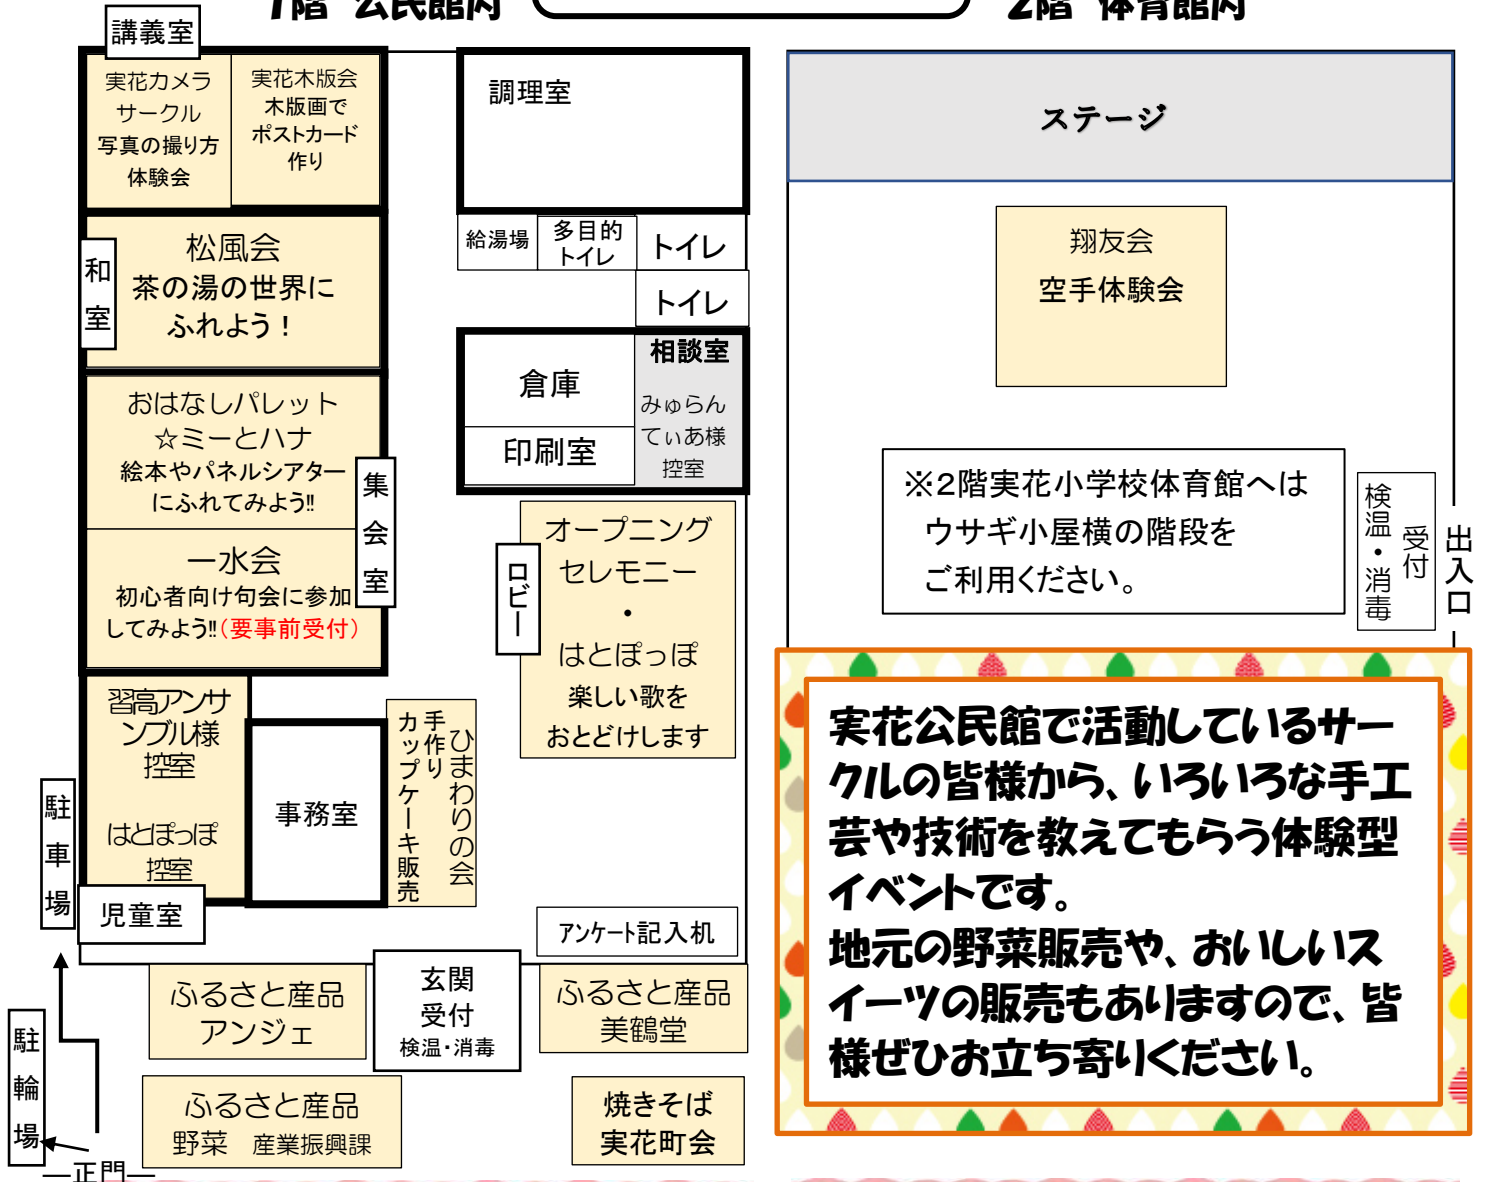 1階 公民館内
2階 体育館内
講義室
実花カメラ
サークル
写真の撮り方
体験会
実花木版会
木版画で
ポストカード
作り
和室
松風会
茶の湯の世界に
ふれよう！
おはなしパレット
☆ミーとハナ
絵本やパネルシアター
にふれてみよう!!
集会室
一水会
初心者向け句会に参加
してみよう!!（要事前受付）
習高アンサ
ンブル様
控室
はとぽっぽ
控室
児童室
事務室
ひまわりの会
手作り
カップケーキ販売
調理室
給湯場
多目的
トイレ
トイレ
トイレ
倉庫
印刷室
相談室
みゅらん
てぃあ様
控室
ロビー
オープニング
セレモニー
・
はとぽっぽ
楽しい歌を
おとどけします
アンケート記入机
駐車場
駐輪場
正門
ふるさと産品
アンジェ
玄関
受付
検温・消毒
ふるさと産品
美鶴堂
ふるさと産品
野菜 産業振興課
焼きそば
実花町会
ステージ
翔友会
空手体験会
※2階実花小学校体育館へは
ウサギ小屋横の階段を
ご利用ください。
受付
検温・消毒
出入口
実花公民館で活動しているサー
クルの皆様から、いろいろな手工
芸や技術を教えてもらう体験型
イベントです。
地元の野菜販売や、おいしいス
イーツの販売もありますので、皆
様ぜひお立ち寄りください。